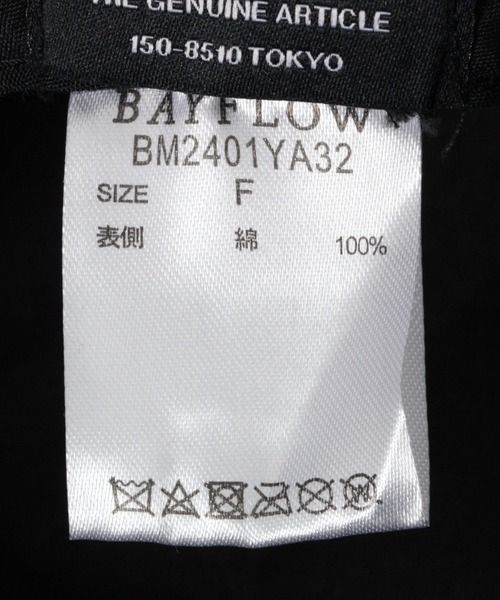 THE GENUINE ARTICLE
150-8510 TOKYO
BAYFLOW
BM2401YA32
SIZE F
表側 綿 100%
W